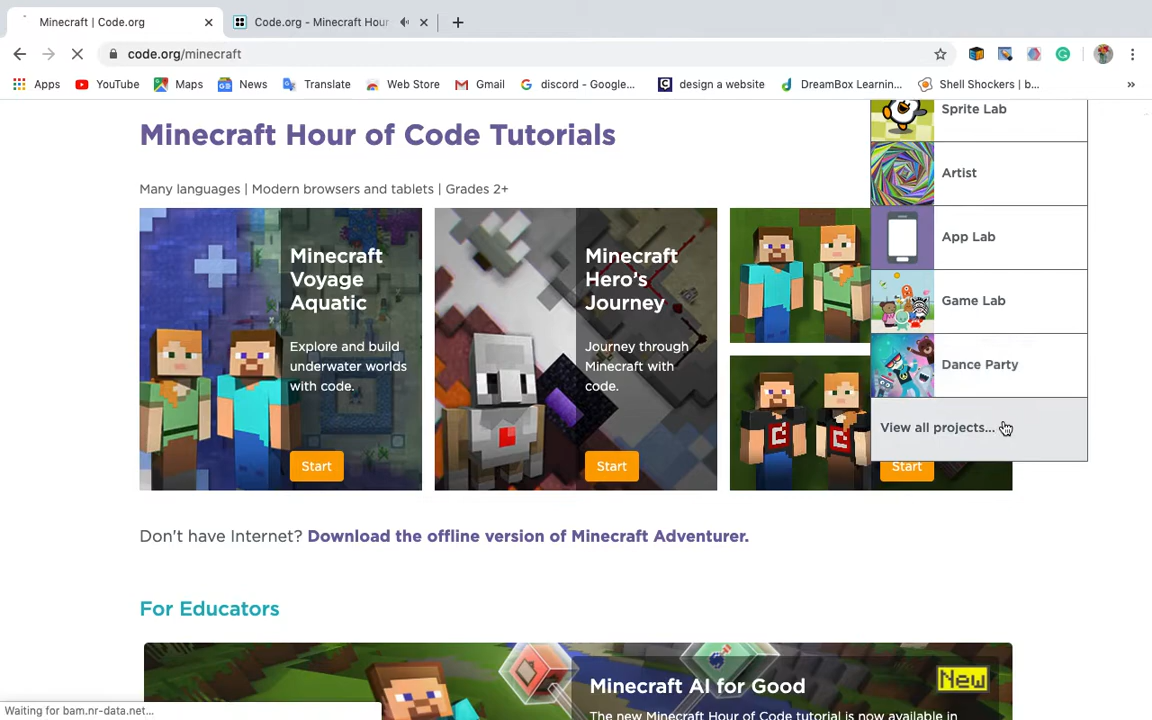 Minecraft | Code.org
Code.org - Minecraft Hour
code.org/minecraft
Apps
YouTube
Maps
News
Translate
Web Store
Gmail
discord - Google...
design a website
DreamBox Learnin...
Shell Shockers | b...
»
Minecraft Hour of Code Tutorials
Many languages | Modern browsers and tablets | Grades 2+
Minecraft
Voyage
Aquatic
Explore and build
underwater worlds
with code.
Start
Minecraft
Hero's
Journey
Journey through
Minecraft with
code.
Start
Start
Sprite Lab
Artist
App Lab
Game Lab
Dance Party
View all projects...
Don't have Internet? Download the offline version of Minecraft Adventurer.
For Educators
Minecraft AI for Good
New
The new Minecraft Hour of Code tutorial is now available in
Waiting for bam.nr-data.net...